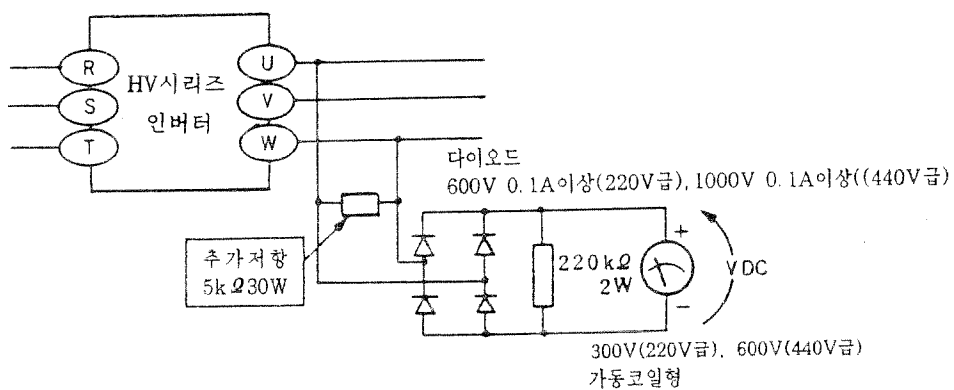 R
S
T
HV시리즈
인버터
U
V
W
다이오드
600V 0.1A이상(220V급), 1000V 0.1A이상((440V급)
추가저항
5kΩ30W
220kΩ
2W
+
−
VDC
300V(220V급), 600V(440V급)
가동코일형